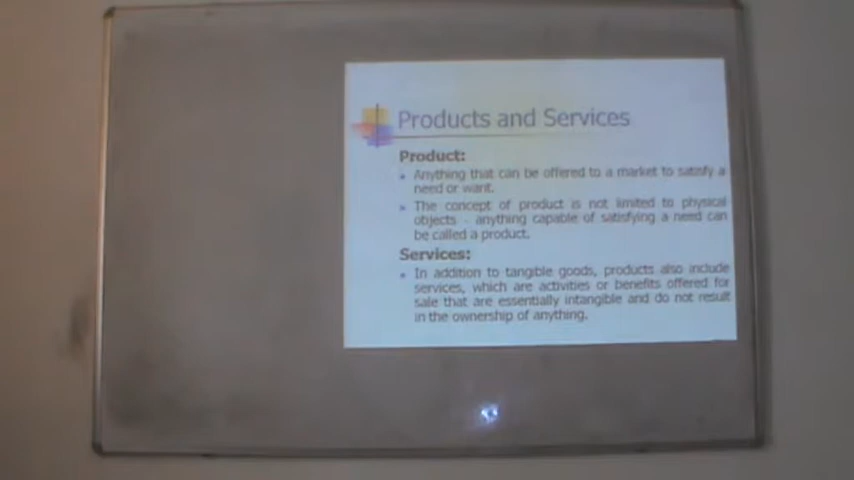 Products and Services
Product:
Anything that can be offered to a market to satisfy a
need or want.
The concept of product is not limited to physical
objects - anything capable of satisfying a need can
be called a product.
Services:
In addition to tangible goods, products also include
services, which are activities or benefits offered for
sale that are essentially intangible and do not result
in the ownership of anything.